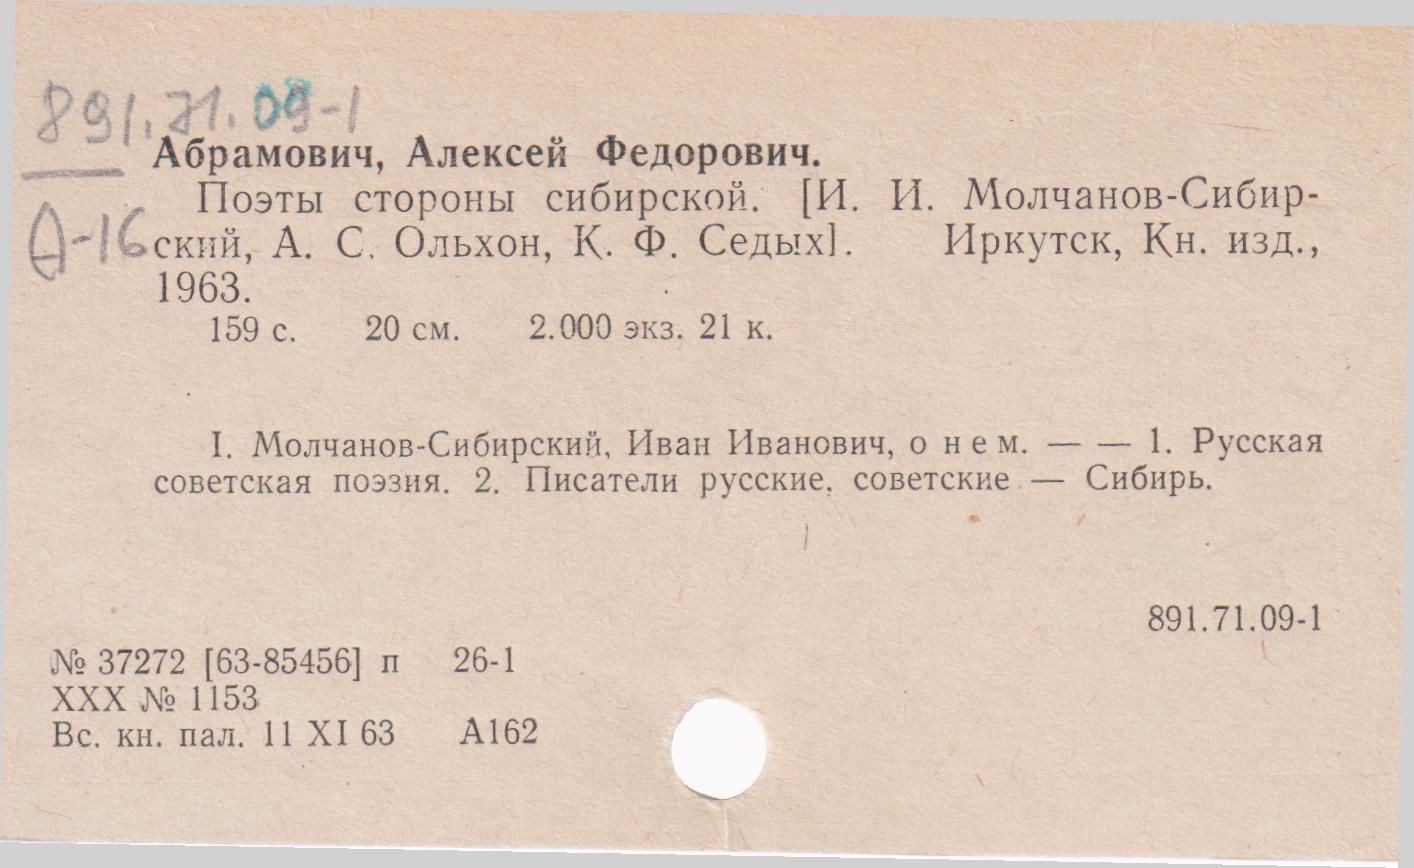 891.71.09-1
Абрамович, Алексей Федорович.
Поэты стороны сибирской. [И. И. Молчанов-Сибир-
А-16
ский, А. С. Ольхон, К. Ф. Седых]. Иркутск, Кн. изд.,
1963.
159 с. 20 см. 2.000 экз. 21 к.
I. Молчанов-Сибирский, Иван Иванович, о н е м. — — 1. Русская
советская поэзия. 2. Писатели русские, советские — Сибирь.
891.71.09-1
№ 37272 [63-85456] п 26-1
XXX № 1153
Вс. кн. пал. 11 XI 63 А162